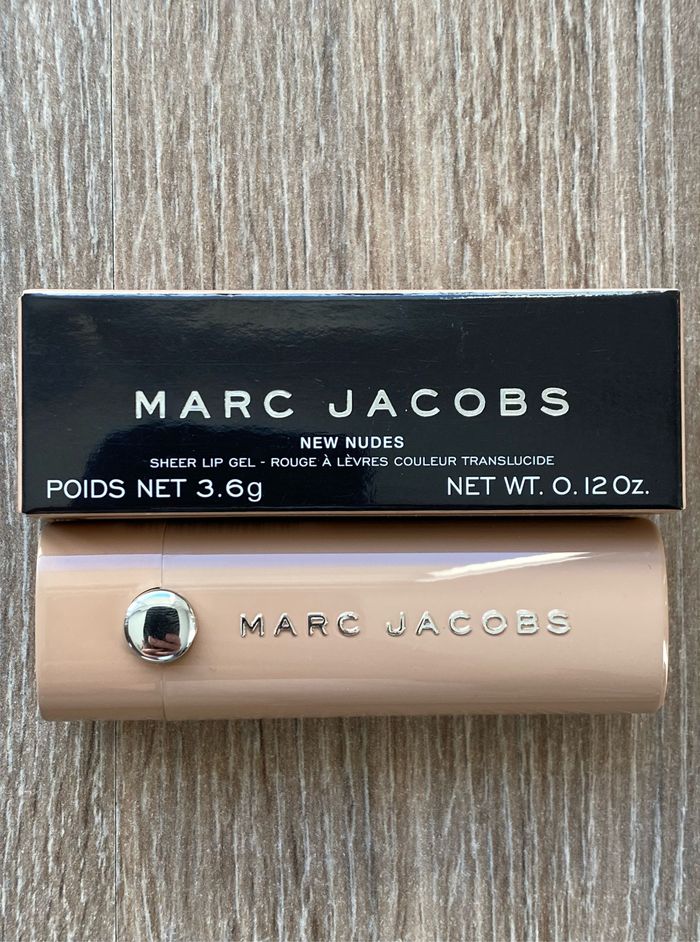 MARC JACOBS
NEW NUDES
SHEER LIP GEL - ROUGE À LÈVRES COULEUR TRANSLUCIDE
POIDS NET 3.6g NET WT. 0.12 Oz.
MARC JACOBS